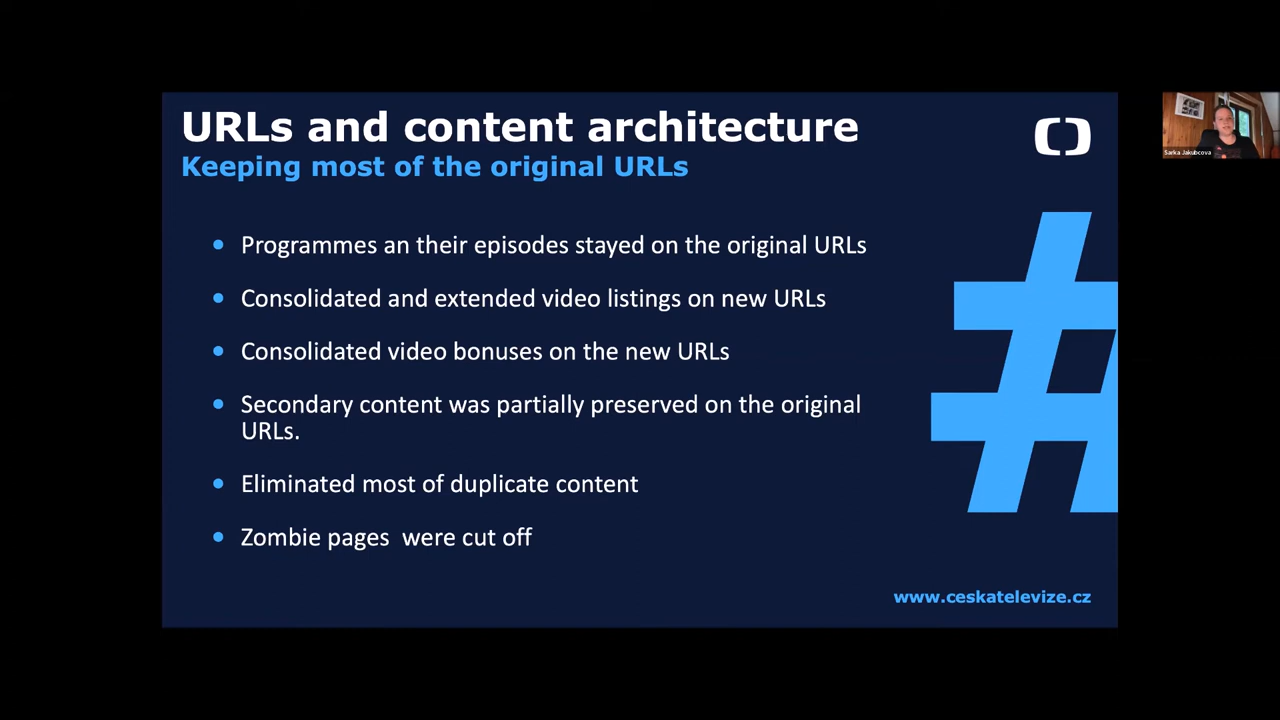 URLs and content architecture
Keeping most of the original URLs
Programmes an their episodes stayed on the original URLs
Consolidated and extended video listings on new URLs
Consolidated video bonuses on the new URLs
Secondary content was partially preserved on the original
URLs.
Eliminated most of duplicate content
Zombie pages  were cut off
#
www.ceskatelevize.cz
Sarka Jakubcova